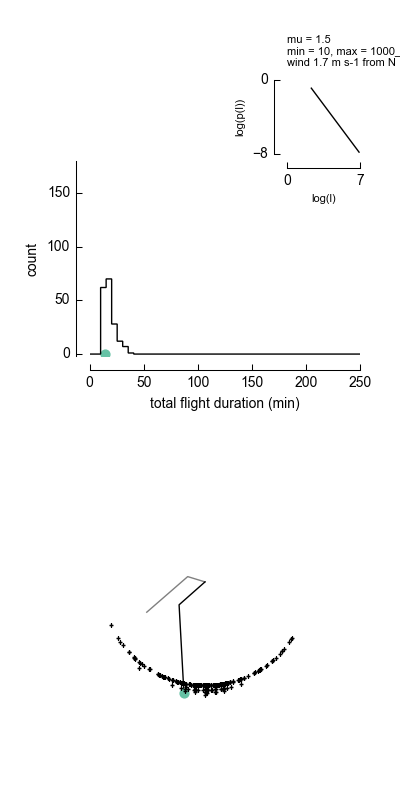 mu = 1.5
min = 10, max = 1000_
wind 1.7 m s-1 from N
0
−8
log(p(l))
0 7
log(l)
150
100
50
0
count
0 50 100 150 200 250
total flight duration (min)